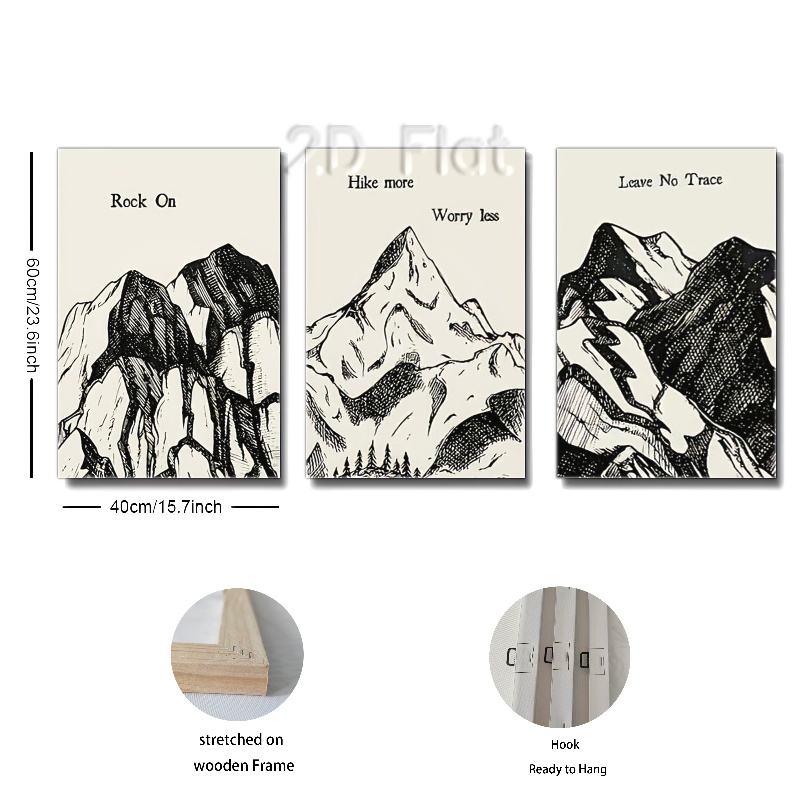 2D Flat
Rock On
Hike more
Worry less
Leave No Trace
60cm/23.6inch
40cm/15.7inch
stretched on
wooden Frame
Hook
Ready to Hang